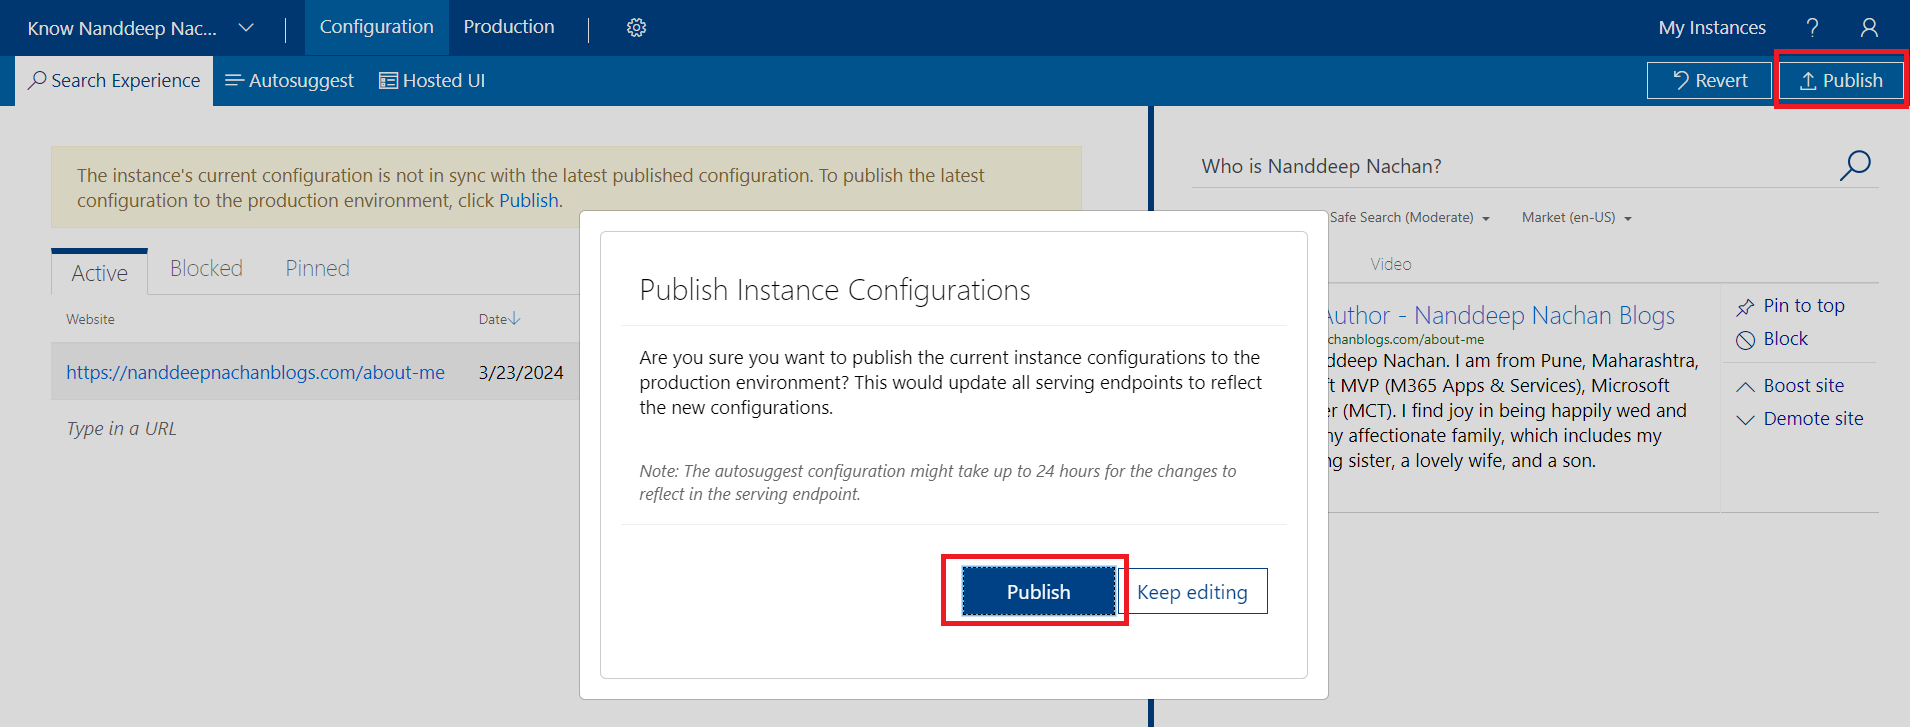 Know Nanddeep Nac...
Configuration
Production
My Instances
?
Search Experience
Autosuggest
Hosted UI
Revert
Publish
The instance's current configuration is not in sync with the latest published configuration. To publish the latest
configuration to the production environment, click Publish.
Active
Blocked
Pinned
Website
Date
https://nanddeepnachanblogs.com/about-me
3/23/2024
Type in a URL
Publish Instance Configurations
Are you sure you want to publish the current instance configurations to the
production environment? This would update all serving endpoints to reflect
the new configurations.
Note: The autosuggest configuration might take up to 24 hours for the changes to
reflect in the serving endpoint.
Publish
Keep editing
Who is Nanddeep Nachan?
Safe Search (Moderate)
Market (en-US)
Video
Author - Nanddeep Nachan Blogs
chanblogs.com/about-me
ddeep Nachan. I am from Pune, Maharashtra,
t MVP (M365 Apps & Services), Microsoft
er (MCT). I find joy in being happily wed and
ny affectionate family, which includes my
ng sister, a lovely wife, and a son.
Pin to top
Block
Boost site
Demote site